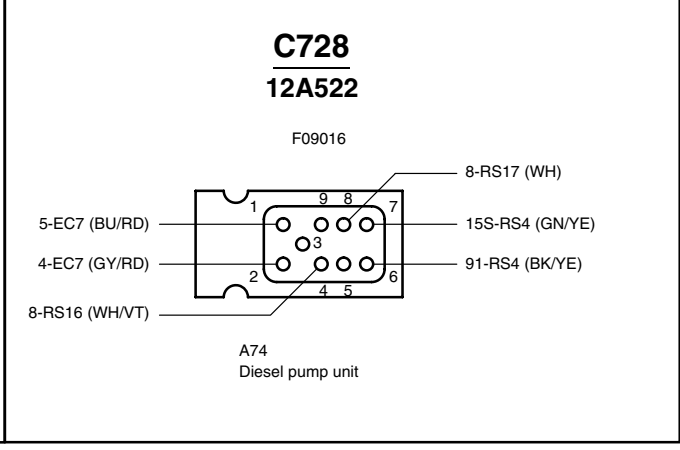 C728
12A522
F09016
8-RS17 (WH)
1 9 8 7
5-EC7 (BU/RD) 15S-RS4 (GN/YE)
3
4-EC7 (GY/RD) 91-RS4 (BK/YE)
2 4 5 6
8-RS16 (WH/VT)
A74
Diesel pump unit